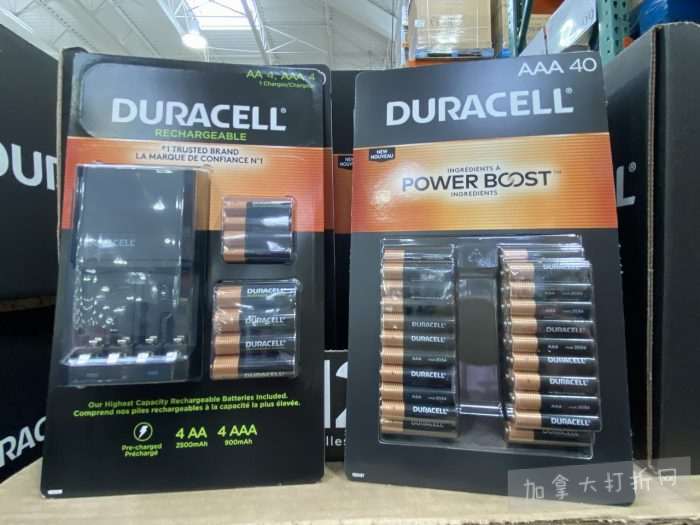 AA 4, AAA 4
1 Charger/Chargeur
DURACELL
RECHARGEABLE
#1 TRUSTED BRAND
LA MARQUE DE CONFIANCE N°1
DURACELL
Our Highest Capacity Rechargeable Batteries Included.
Comprend nos piles rechargeables à la capacité la plus élevée.
Pre-charged
Préchargé
4 AA
2500mAh
4 AAA
900mAh
AAA 40
DURACELL
NEW
NOUVEAU
INGREDIENTS À
POWER BOOST™
INGREDIENTS
DURACELL
DURACELL
DURACELL
DURACELL
DURACELL
DURACELL
DURACELL
DURACELL
DURACELL
DURACELL
加拿大打折网